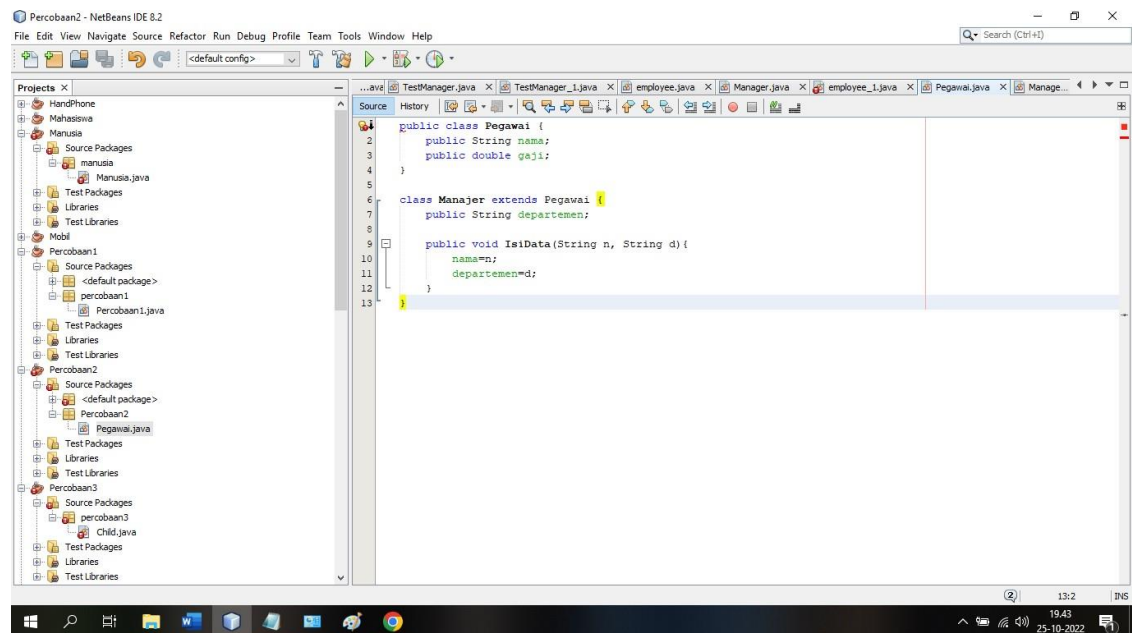 Percobaan2 - NetBeans IDE 8.2
File Edit View Navigate Source Refactor Run Debug Profile Team Tools Window Help
Search (Ctrl+I)
<default config>
Projects
...ava TestManager.java TestManager_1.java employee.java Manager.java employee_1.java Pegawai.java Manage...
Source History
HandPhone
Mahasiswa
Manusia
Source Packages
manusia
Manusia.java
Test Packages
Libraries
Test Libraries
Mobil
Percobaan1
Source Packages
<default package>
percobaan1
Percobaan1.java
Test Packages
Libraries
Test Libraries
Percobaan2
Source Packages
<default package>
Percobaan2
Pegawai.java
Test Packages
Libraries
Test Libraries
Percobaan3
Source Packages
percobaan3
Child.java
Test Packages
Libraries
Test Libraries
public class Pegawai {
2 public String nama;
3 public double gaji;
4 }
5
6 class Manajer extends Pegawai {
7 public String departemen;
8
9 public void IsiData(String n, String d){
10 nama=n;
11 departemen=d;
12 }
13 }
2 13:2 INS
19.43
25-10-2022